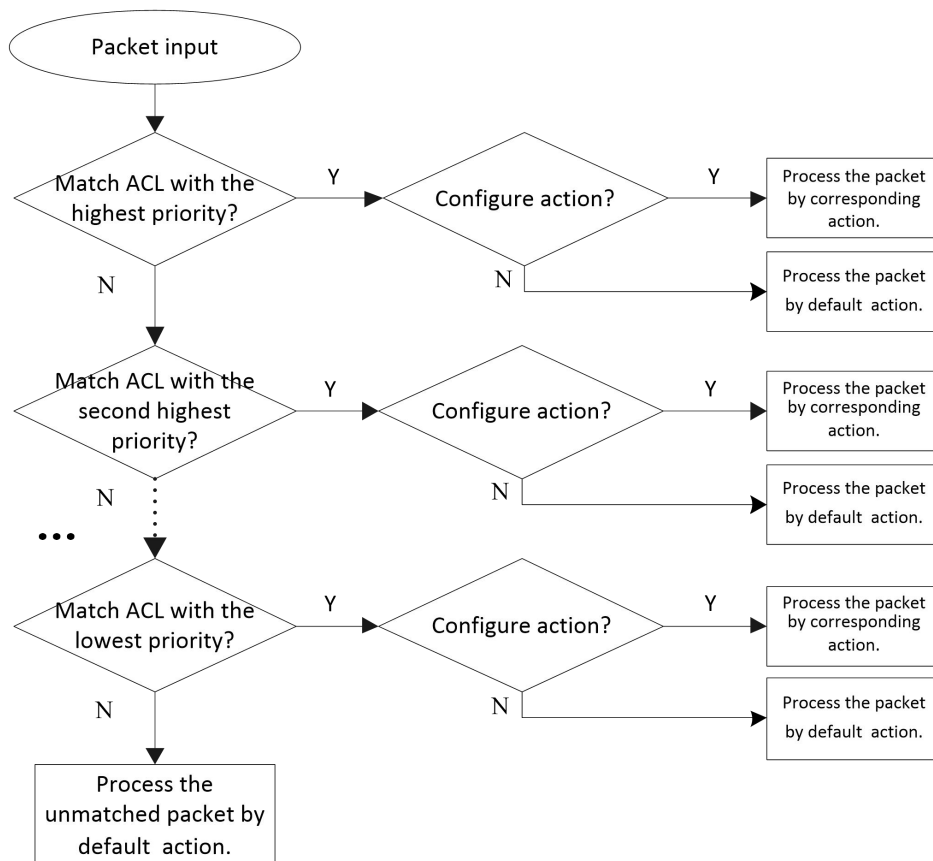 Packet input
Match ACL with the
highest priority?
Y
Configure action?
Y
Process the packet
by corresponding
action.
N
N
Process the packet
by default action.
Match ACL with the
second highest
priority?
Y
Configure action?
Y
Process the packet
by corresponding
action.
N
N
Process the packet
by default action.
...
Match ACL with the
lowest priority?
Y
Configure action?
Y
Process the packet
by corresponding
action.
N
N
Process the packet
by default action.
Process the
unmatched packet by
default action.